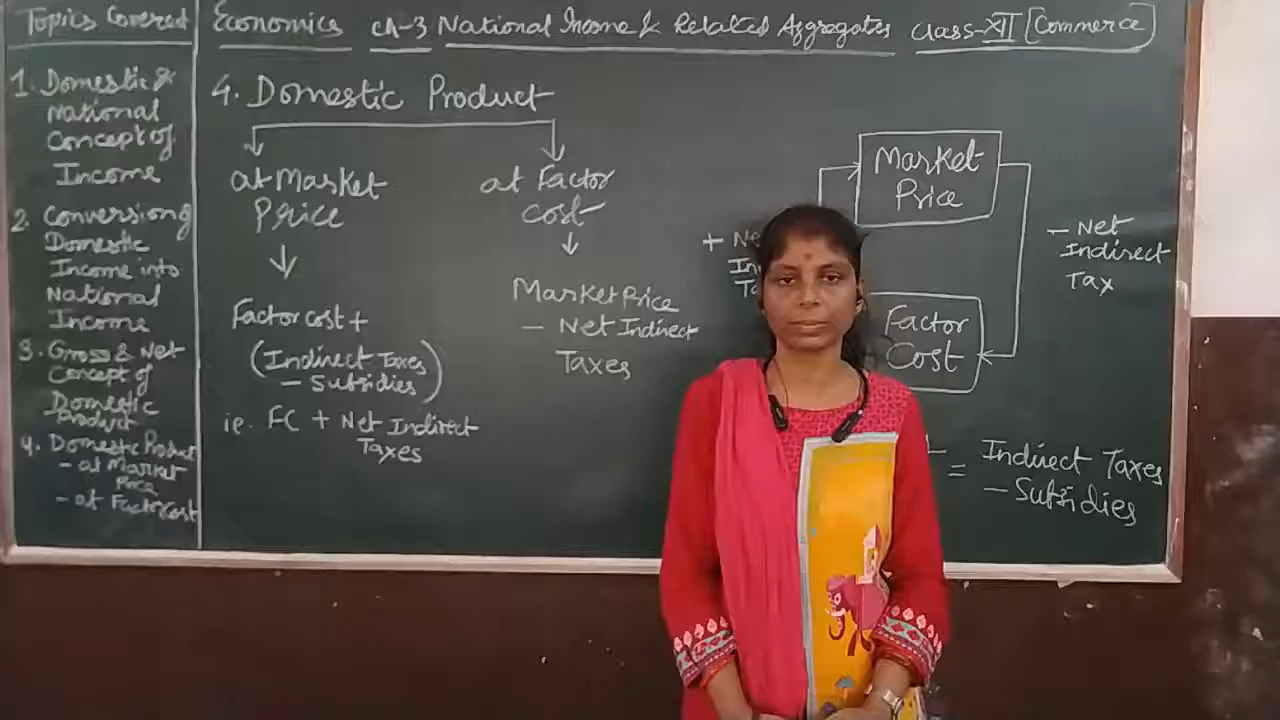 Topics Covered
1. Domestic &
National
Concept of
Income
2. Conversion of
Domestic
Income into
National
Income
3. Gross & Net
Concept of
Domestic
Product
4. Domestic Product
- at Market
Price
- at Factor cost
Economics Ch-3 National Income & Related Aggregates Class-XII [Commerce]
4. Domestic Product
at Market
Price
Factor cost +
(Indirect Taxes
- Subsidies)
ie. FC + Net Indirect
Taxes
at Factor
Cost
Market Price
- Net Indirect
Taxes
Market
Price
+ Ne
In
Ta
- Net
Indirect
Tax
Factor
Cost
= Indirect Taxes
- Subsidies